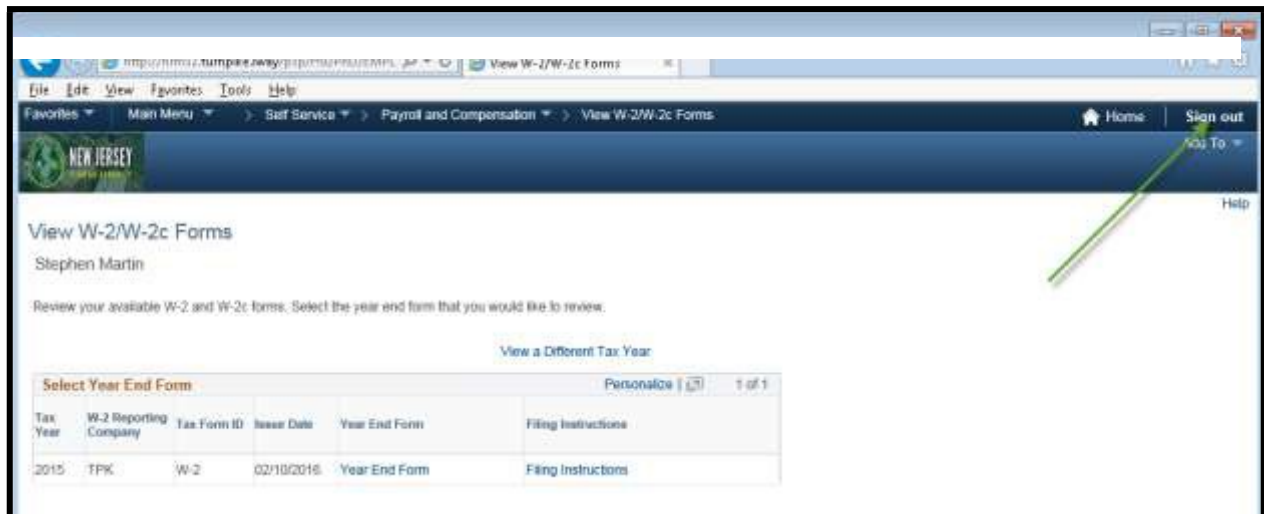 View W-2/W-2c Forms
File Edit View Favorites Tools Help
Favorites Main Menu > Self Service > Payroll and Compensation > View W-2/W-2c Forms Home Sign out
NEW JERSEY To
Help
View W-2/W-2c Forms
Stephen Martin
Review your available W-2 and W-2c forms. Select the year end form that you would like to review.
View a Different Tax Year
Select Year End Form Personalize | 1 of 1
Tax Year W-2 Reporting Company Tax Form ID Issue Date Year End Form Filing Instructions
2015 TPK W-2 02/10/2016 Year End Form Filing Instructions